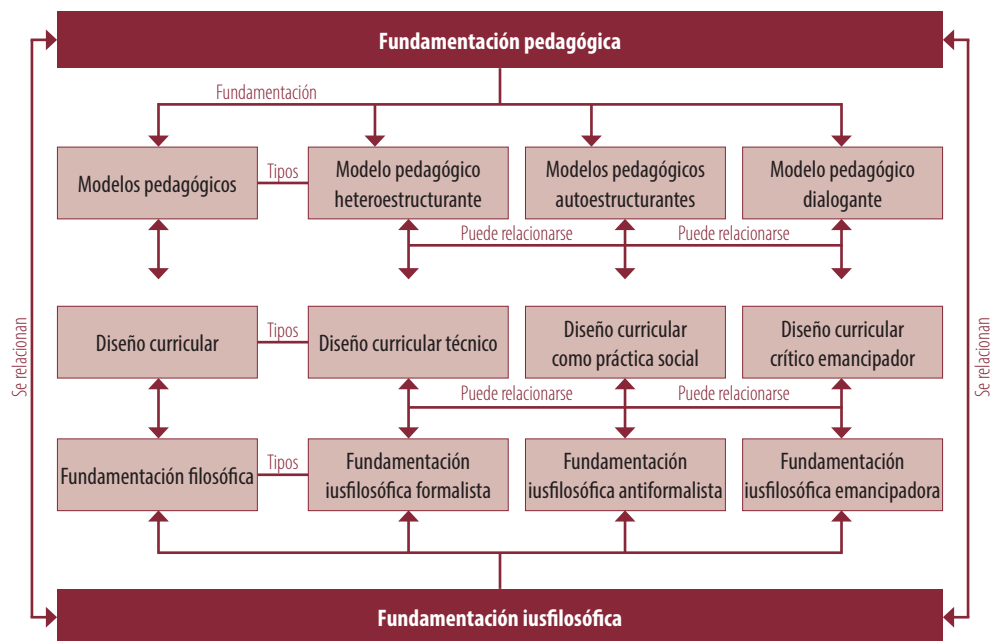 Fundamentación pedagógica
Fundamentación
Modelos pedagógicos
Tipos
Modelo pedagógico
heteroestructurante
Modelos pedagógicos
autoestructurantes
Modelo pedagógico
dialogante
Puede relacionarse
Puede relacionarse
Se relacionan
Se relacionan
Diseño curricular
Tipos
Diseño curricular técnico
Diseño curricular
como práctica social
Diseño curricular
crítico emancipador
Puede relacionarse
Puede relacionarse
Fundamentación filosófica
Tipos
Fundamentación
iusfilosófica formalista
Fundamentación
iusfilosófica antiformalista
Fundamentación
iusfilosófica emancipadora
Fundamentación iusfilosófica